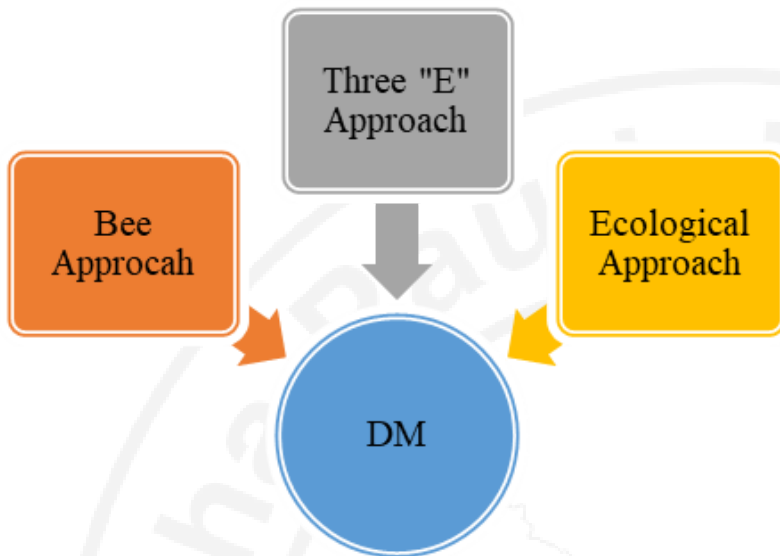 Three "E"
Approach
Bee
Approcah
Ecological
Approach
DM